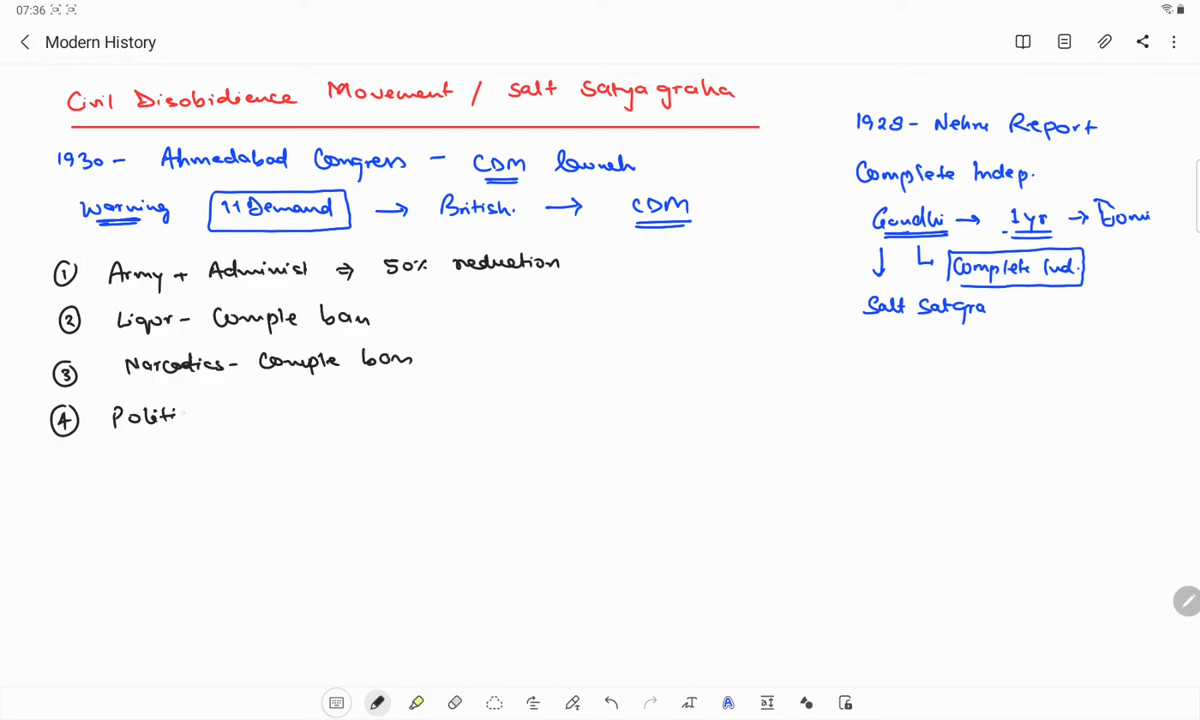 07:36
Modern History
Civil Disobidience Movement / Salt Satyagraha
1930 - Ahmedabad Congress - CDM launch
Warning 11 Demand → British. → CDM
① Army + Administ ⇒ 50% reduction
② Liqor - Comple ban
③ Narcotics - Comple ban
④ Politi
1928 - Nehru Report
Complete Indep.
Gandhi → 1yr → Domi
Complete Ind.
Salt Satgra